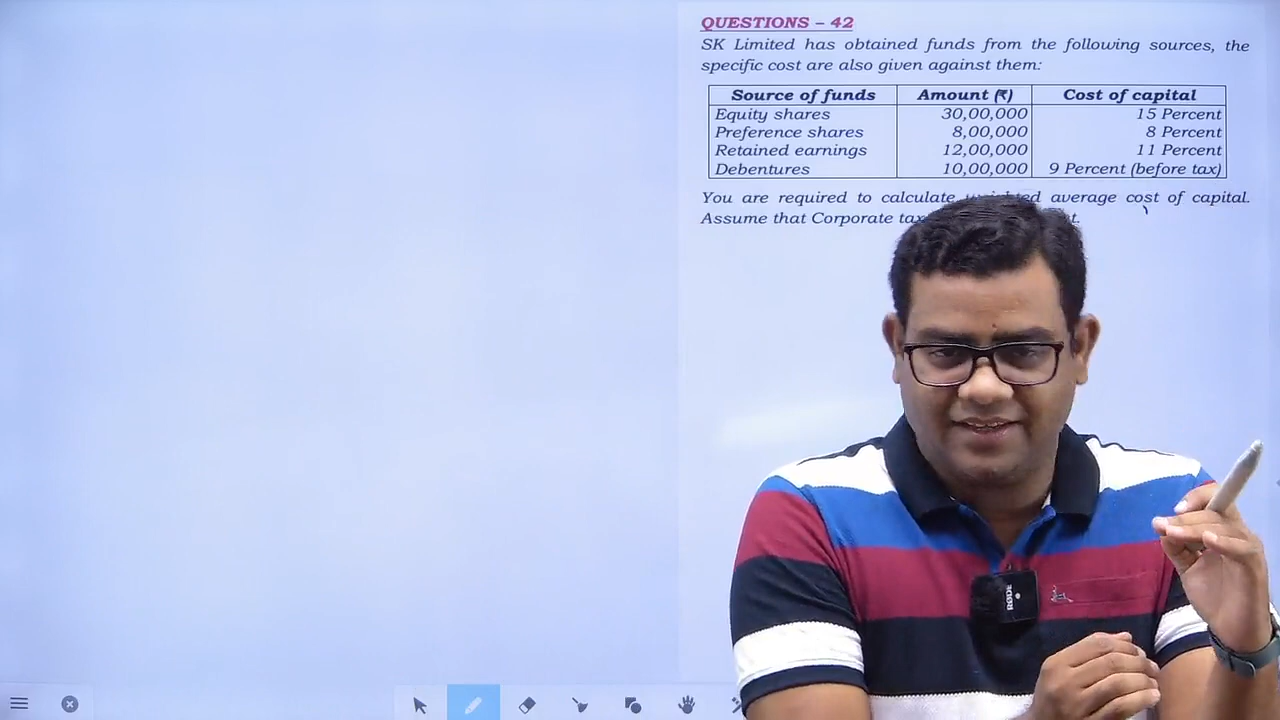 QUESTIONS – 42
SK Limited has obtained funds from the following sources, the
specific cost are also given against them:
Source of funds Amount (₹) Cost of capital
Equity shares 30,00,000 15 Percent
Preference shares 8,00,000 8 Percent
Retained earnings 12,00,000 11 Percent
Debentures 10,00,000 9 Percent (before tax)
You are required to calculate average cost of capital.
Assume that Corporate tax
RØDE